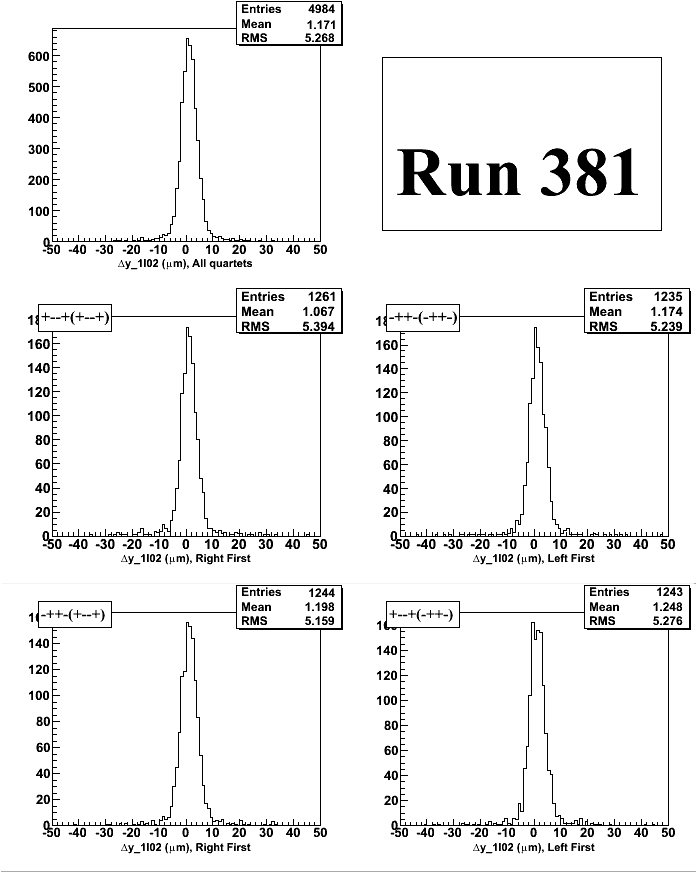 Entries 4984
Mean 1.171
RMS 5.268
600
500
400
300
200
100
0
-50 -40 -30 -20 -10 0 10 20 30 40 50
Δy_1I02 (μm), All quartets
Run 381
+--+(+--+)
Entries 1261
Mean 1.067
RMS 5.394
160
140
120
100
80
60
40
20
0
-50 -40 -30 -20 -10 0 10 20 30 40 50
Δy_1I02 (μm), Right First
-++-(-++-)
Entries 1235
Mean 1.174
RMS 5.239
160
140
120
100
80
60
40
20
0
-50 -40 -30 -20 -10 0 10 20 30 40 50
Δy_1I02 (μm), Left First
-++-(+--+)
Entries 1244
Mean 1.198
RMS 5.159
140
120
100
80
60
40
20
0
-50 -40 -30 -20 -10 0 10 20 30 40 50
Δy_1I02 (μm), Right First
+--+(-++-)
Entries 1243
Mean 1.248
RMS 5.276
140
120
100
80
60
40
20
0
-50 -40 -30 -20 -10 0 10 20 30 40 50
Δy_1I02 (μm), Left First